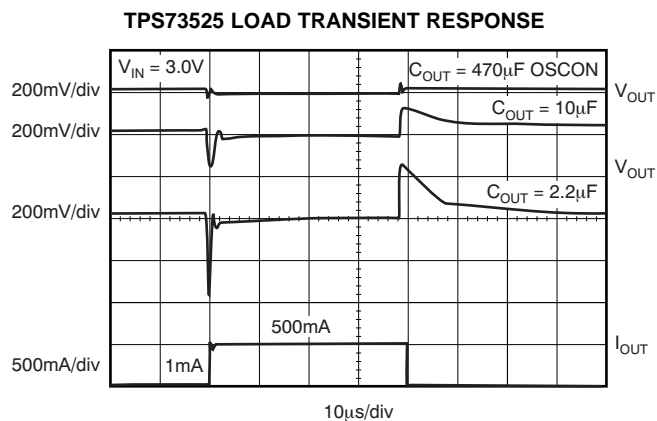 TPS73525 LOAD TRANSIENT RESPONSE
V_IN = 3.0V
C_OUT = 470μF OSCON
200mV/div
V_OUT
C_OUT = 10μF
200mV/div
V_OUT
C_OUT = 2.2μF
200mV/div
500mA
I_OUT
500mA/div
1mA
10μs/div